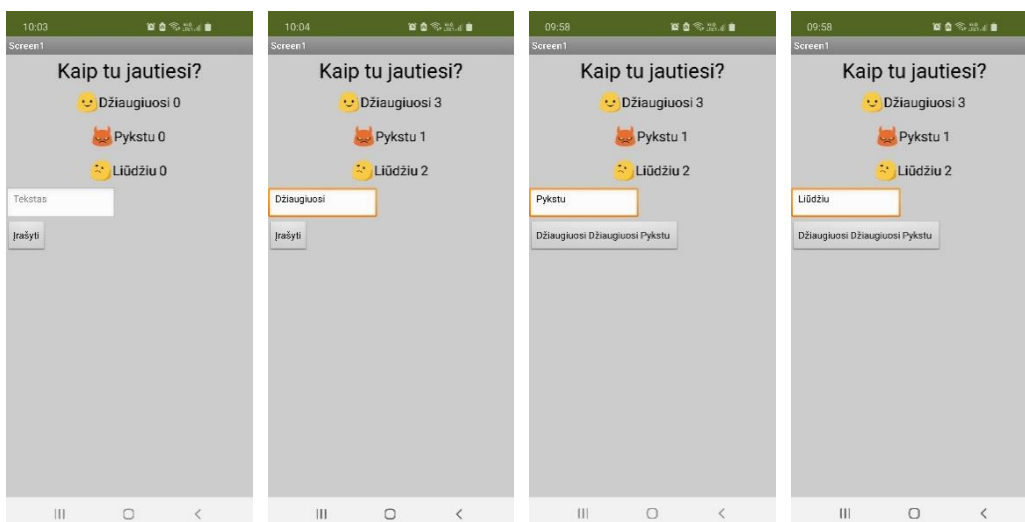 10:03
Screen1
Kaip tu jautiesi?
Džiaugiuosi 0
Pykstu 0
Liūdžiu 0
Tekstas
Įrašyti
10:04
Screen1
Kaip tu jautiesi?
Džiaugiuosi 3
Pykstu 1
Liūdžiu 2
Džiaugiuosi
Įrašyti
09:58
Screen1
Kaip tu jautiesi?
Džiaugiuosi 3
Pykstu 1
Liūdžiu 2
Pykstu
Džiaugiuosi Džiaugiuosi Pykstu
09:58
Screen1
Kaip tu jautiesi?
Džiaugiuosi 3
Pykstu 1
Liūdžiu 2
Liūdžiu
Džiaugiuosi Džiaugiuosi Pykstu